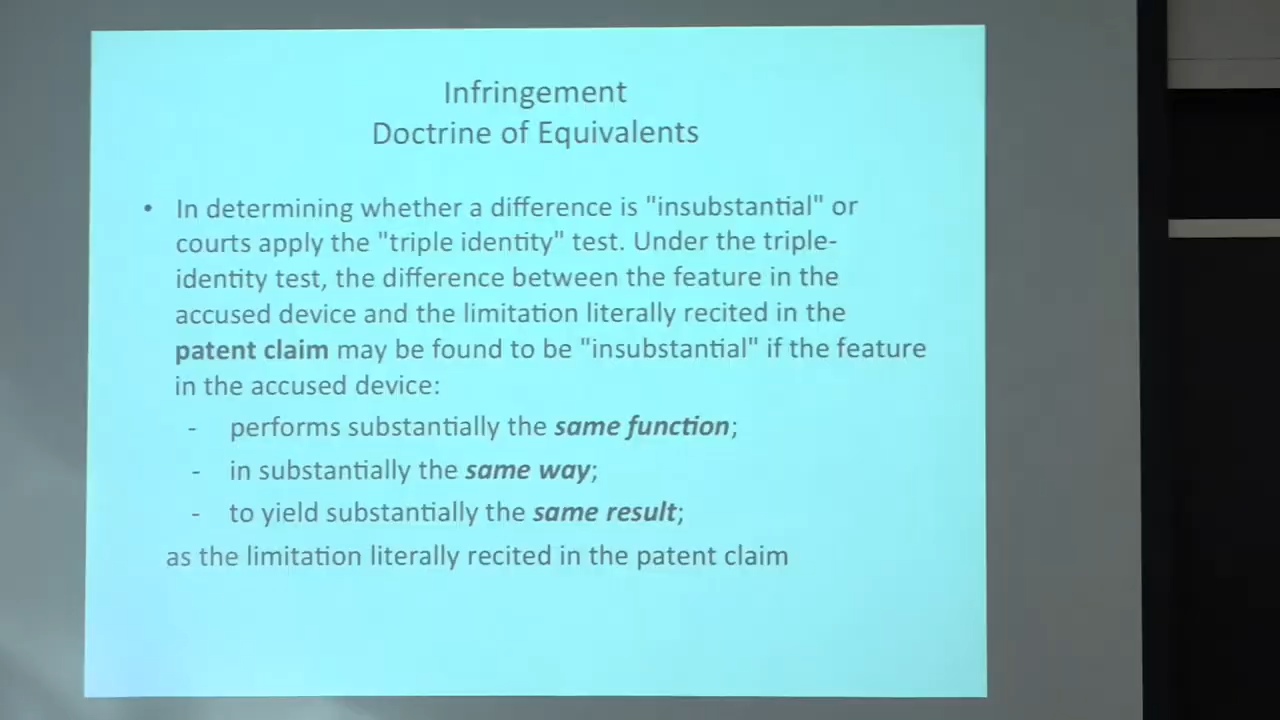 Infringement
Doctrine of Equivalents
• In determining whether a difference is "insubstantial" or
courts apply the "triple identity" test. Under the triple-
identity test, the difference between the feature in the
accused device and the limitation literally recited in the
patent claim may be found to be "insubstantial" if the feature
in the accused device:
- performs substantially the same function;
- in substantially the same way;
- to yield substantially the same result;
as the limitation literally recited in the patent claim